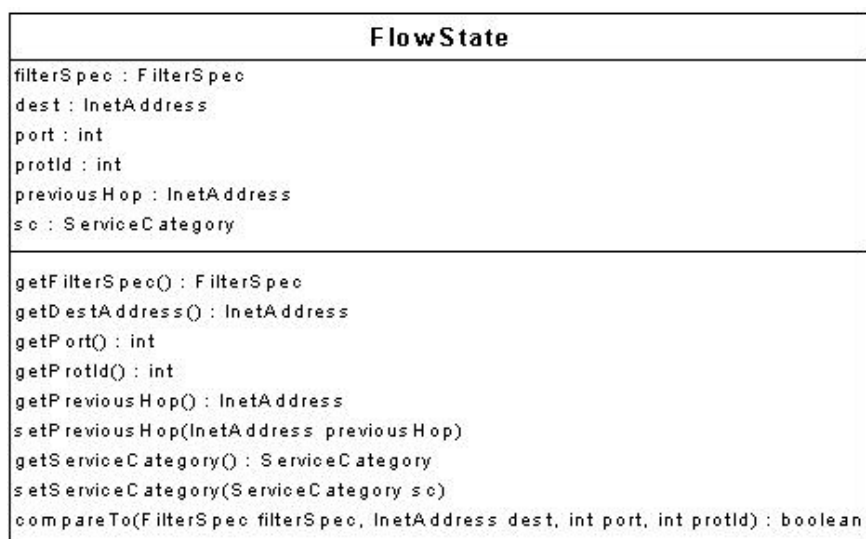 FlowState
filterSpec : FilterSpec
dest : InetAddress
port : int
protId : int
previousHop : InetAddress
sc : ServiceCategory
getFilterSpec() : FilterSpec
getDestAddress() : InetAddress
getPort() : int
getProtId() : int
getPreviousHop() : InetAddress
setPreviousHop(InetAddress previousHop)
getServiceCategory() : ServiceCategory
setServiceCategory(ServiceCategory sc)
compareTo(FilterSpec filterSpec, InetAddress dest, int port, int protId) : boolean